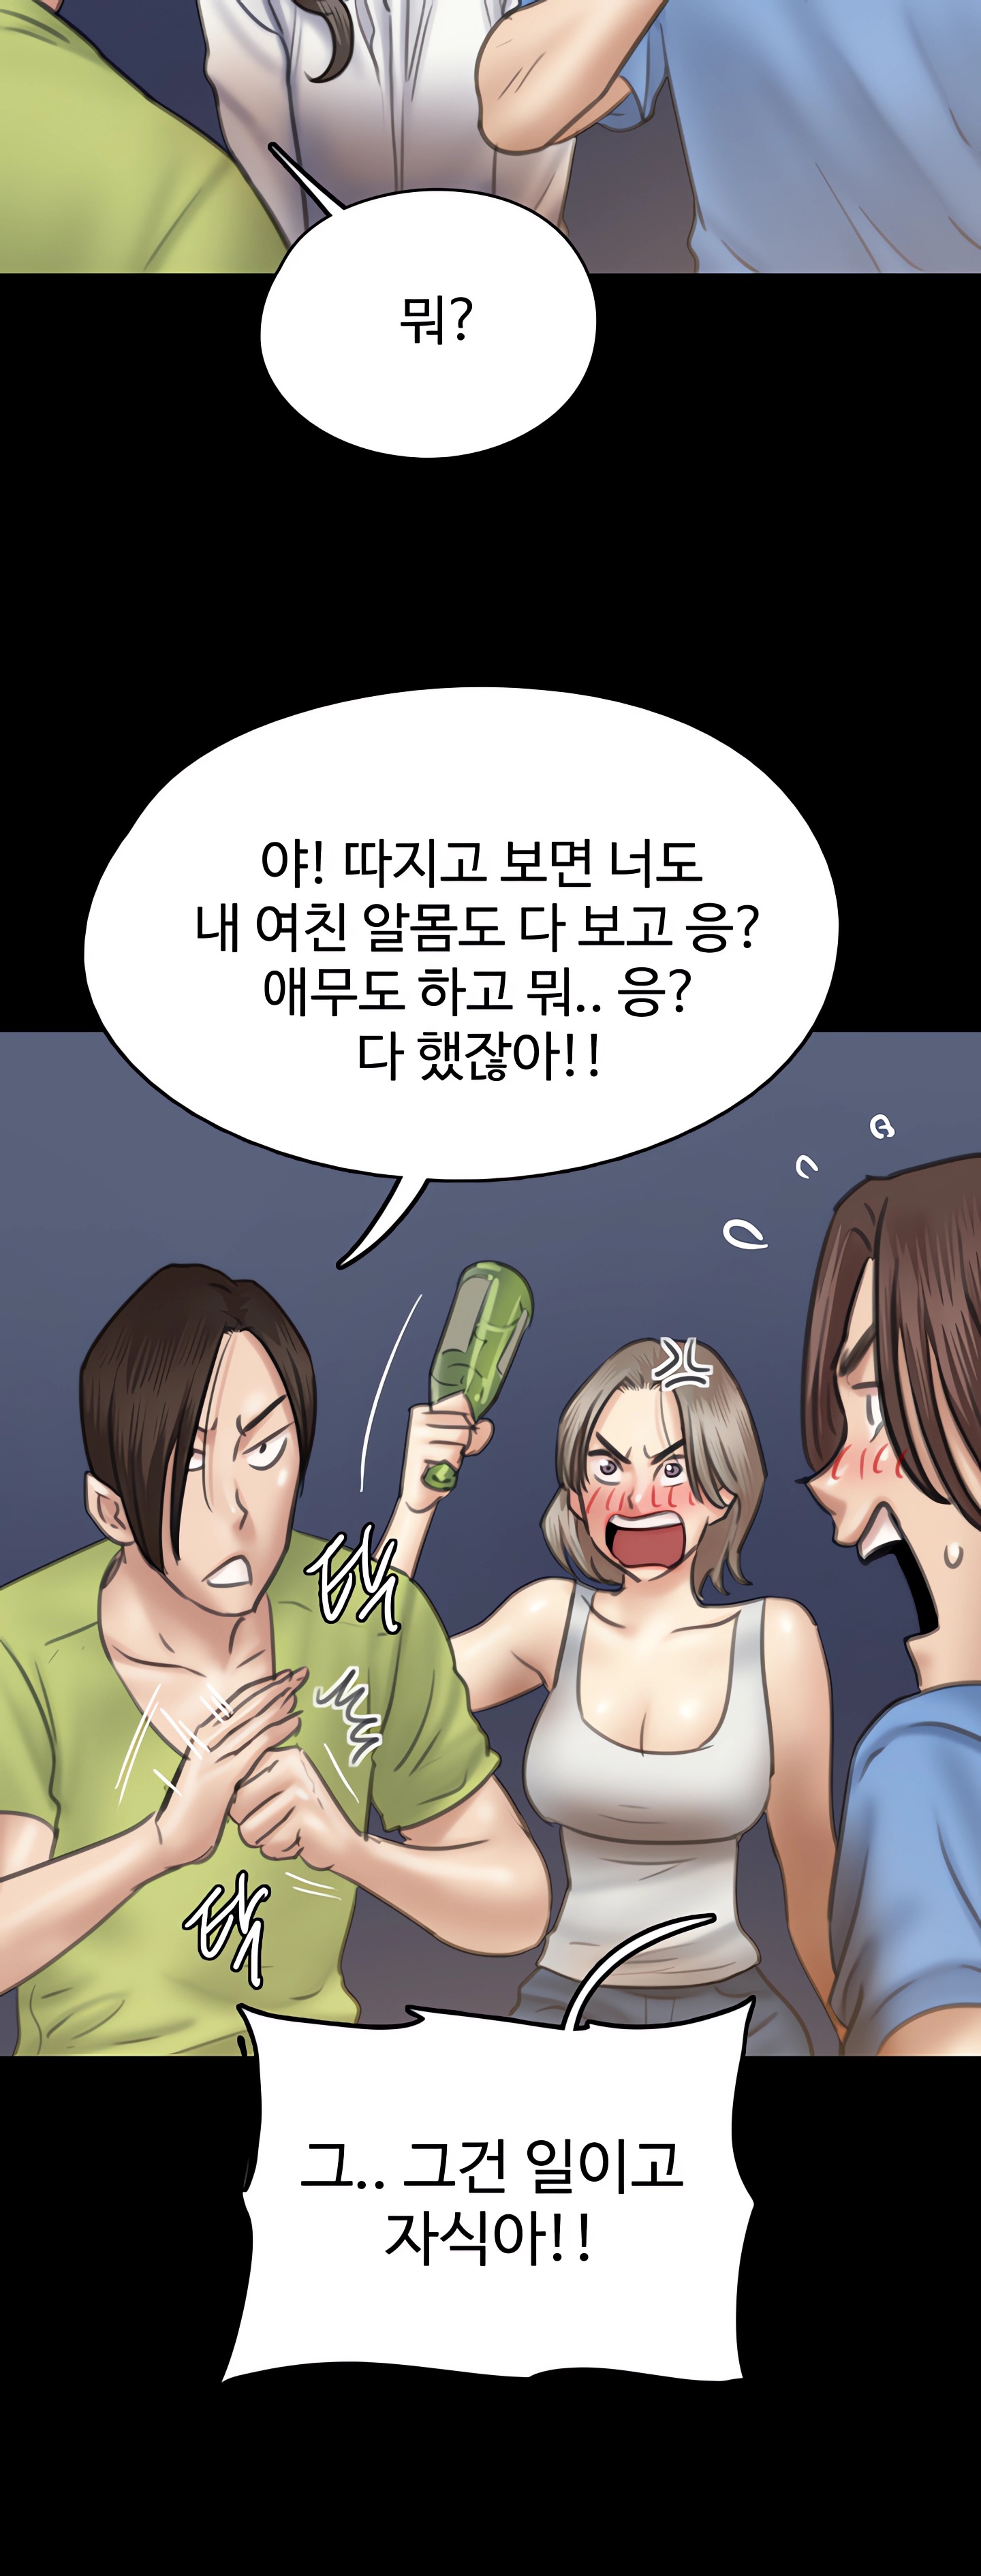 뭐?
야! 따지고 보면 너도
내 여친 알몸도 다 보고 응?
애무도 하고 뭐.. 응?
다 했잖아!!
탁
탁
그.. 그건 일이고
자식아!!